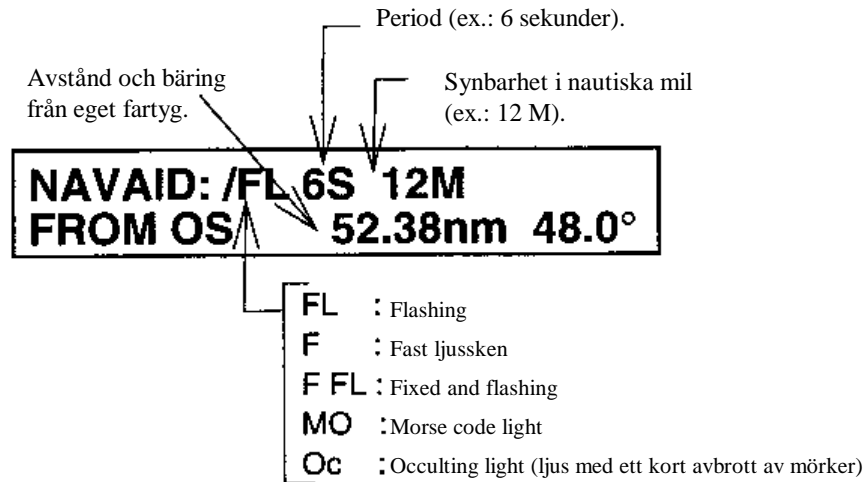 Period (ex.: 6 sekunder).
Avstånd och bäring
från eget fartyg.
Synbarhet i nautiska mil
(ex.: 12 M).
NAVAID: /FL 6S 12M
FROM OS 52.38nm 48.0°
FL : Flashing
F : Fast ljussken
F FL : Fixed and flashing
MO : Morse code light
Oc : Occulting light (ljus med ett kort avbrott av mörker)